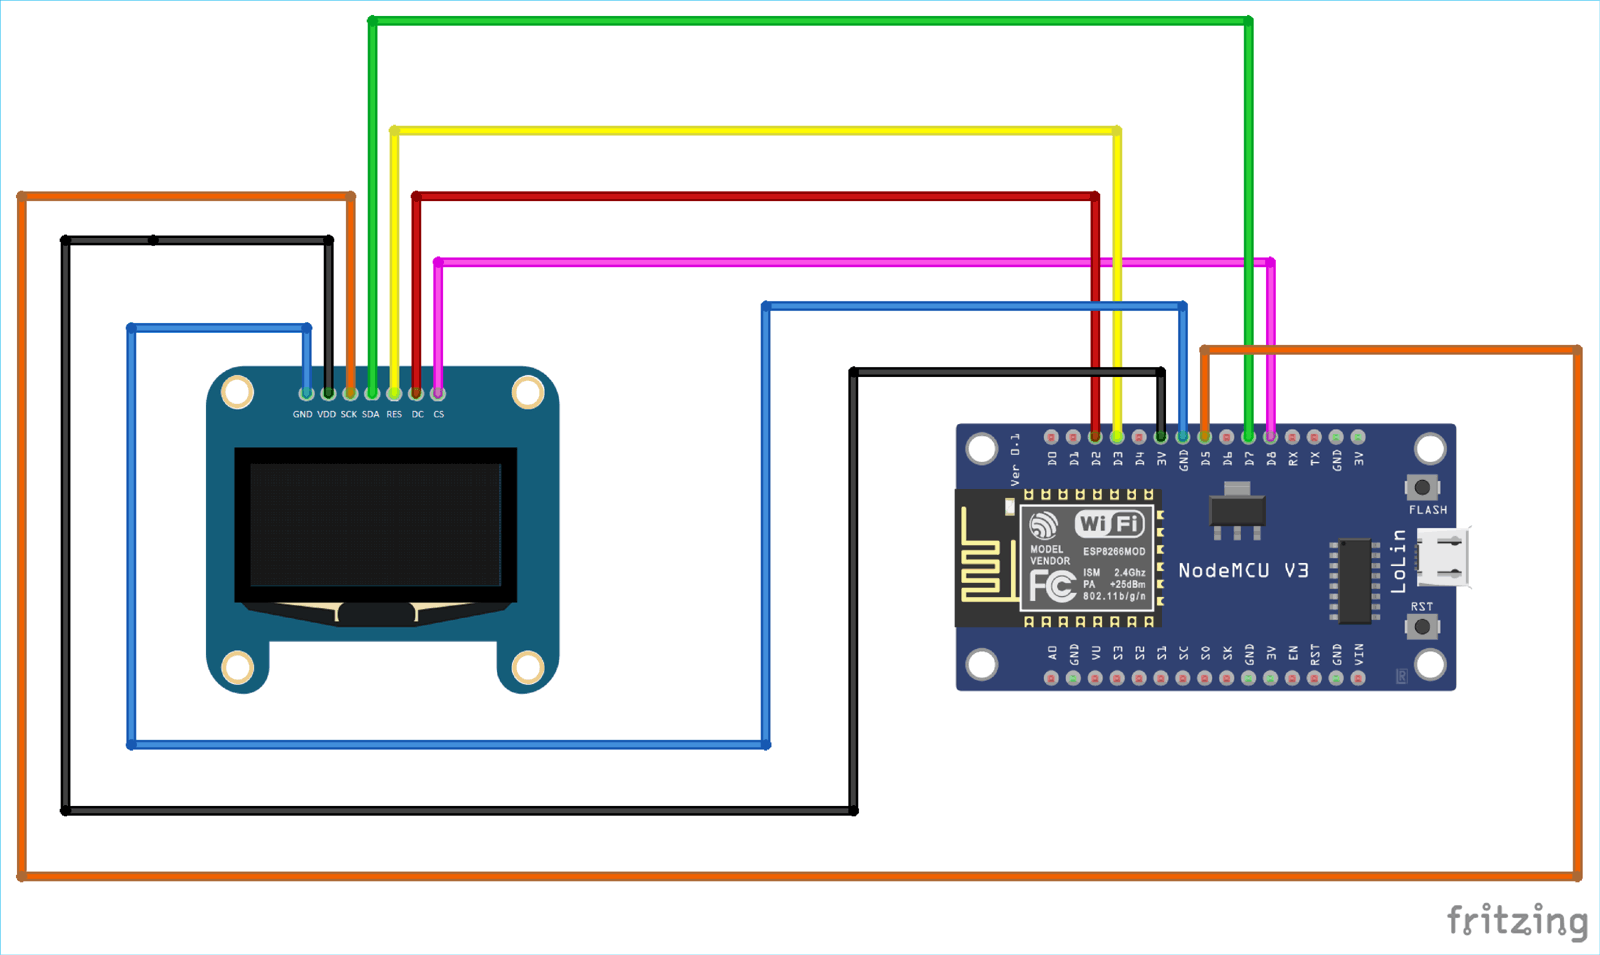 GND VDD SCK SDA RES DC CS
Ver 0.1
D0 D1 D2 D3 D4 3V GND D5 D6 D7 D8 RX TX GND 3V
FLASH
WiFi
MODEL
VENDOR
ESP8266MOD
FC
ISM 2.4Ghz
PA +25dBm
802.11b/g/n
NodeMCU V3
LoLin
RST
A0 GND VU S3 S2 S1 SC S0 SK GND 3V EN RST GND VIN
R
fritzing